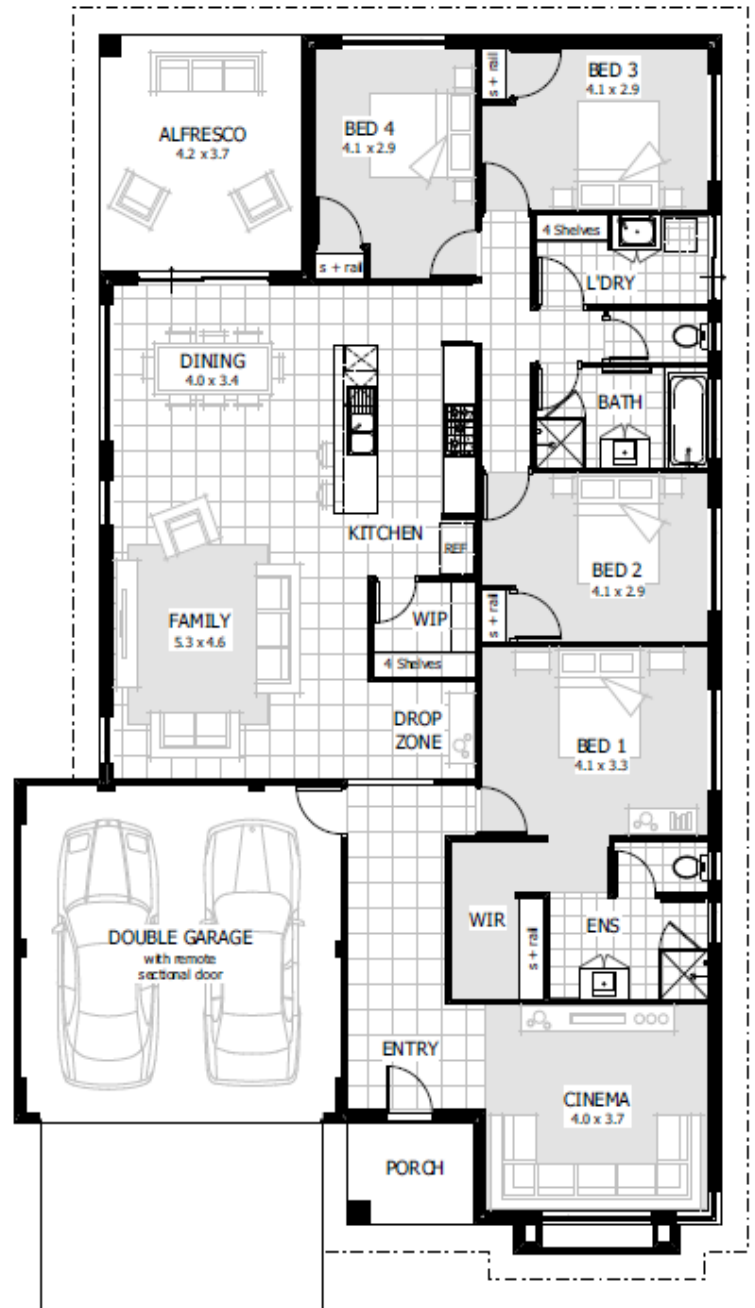 BED 3
4.1 x 2.9
s + rail
ALFRESCO
4.2 x 3.7
BED 4
4.1 x 2.9
s + rail
4 Shelves
L'DRY
DINING
4.0 x 3.4
BATH
KITCHEN
REF
BED 2
4.1 x 2.9
s + rail
WIP
4 Shelves
FAMILY
5.3 x 4.6
DROP
ZONE
BED 1
4.1 x 3.3
WIR
s + rail
ENS
DOUBLE GARAGE
with remote
sectional door
ENTRY
CINEMA
4.0 x 3.7
PORCH